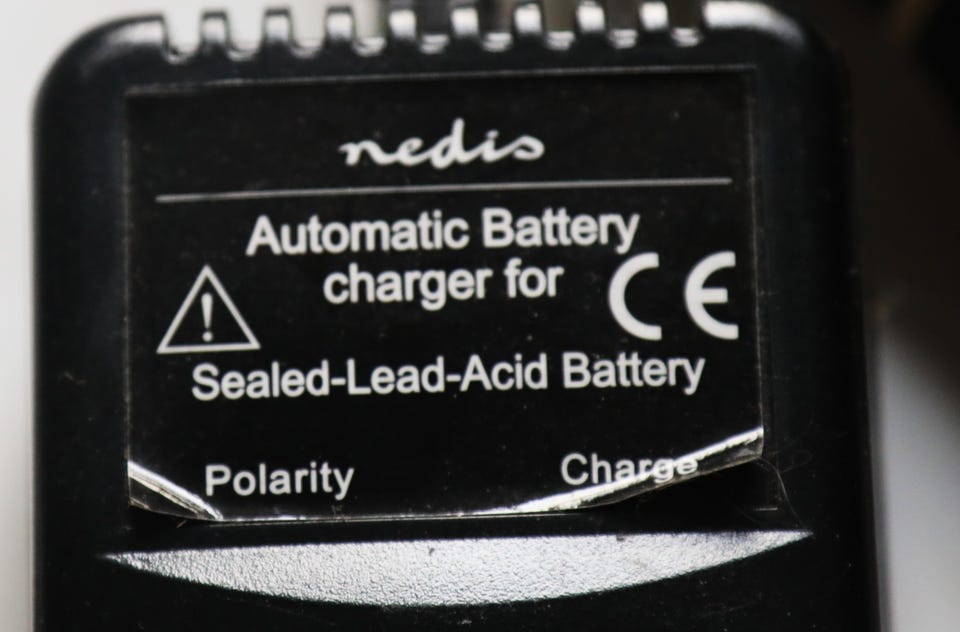 nedis
Automatic Battery
charger for
CE
!
Sealed-Lead-Acid Battery
Polarity
Charge